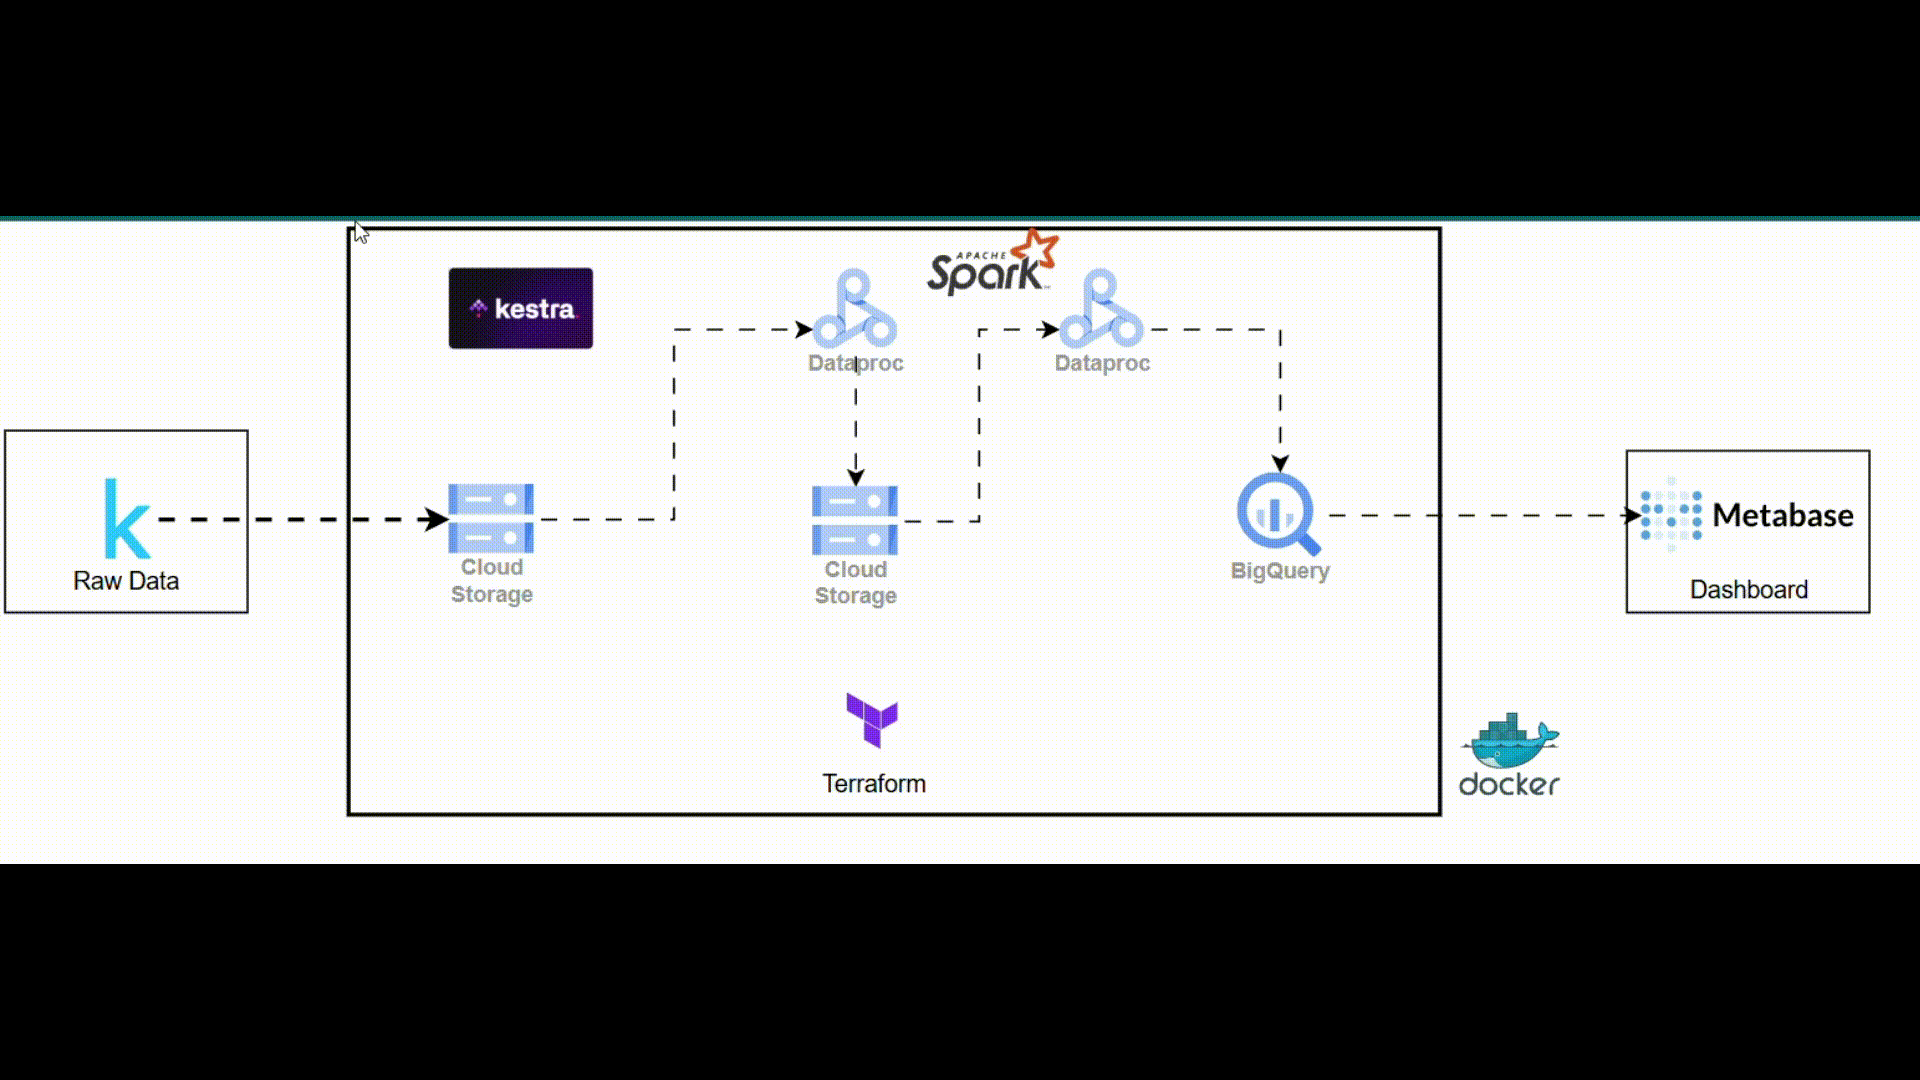 APACHE
Spark
kestra
Dataproc
Dataproc
k
Raw Data
Cloud
Storage
Cloud
Storage
BigQuery
Metabase
Dashboard
Terraform
docker